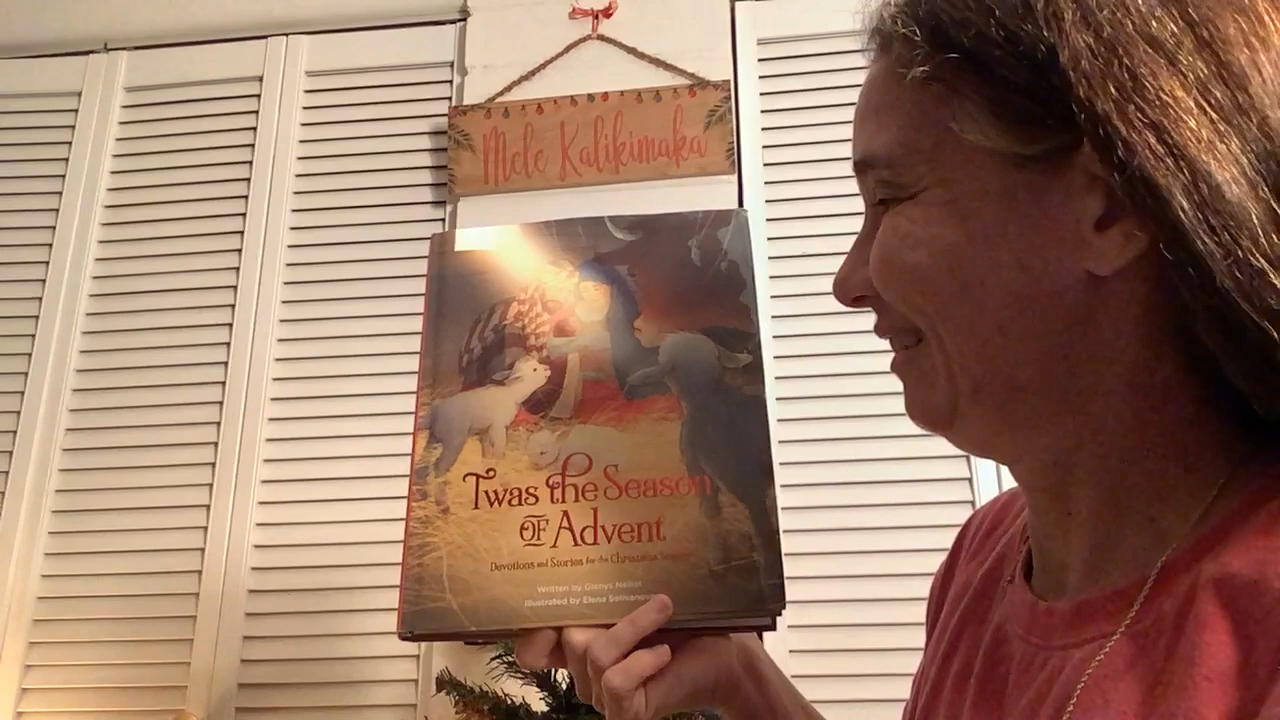 Mele Kalikimaka
'Twas the Season
OF Advent
Devotions and Stories for the Christmas Season
Written by Glenys Nellist
Illustrated by Elena